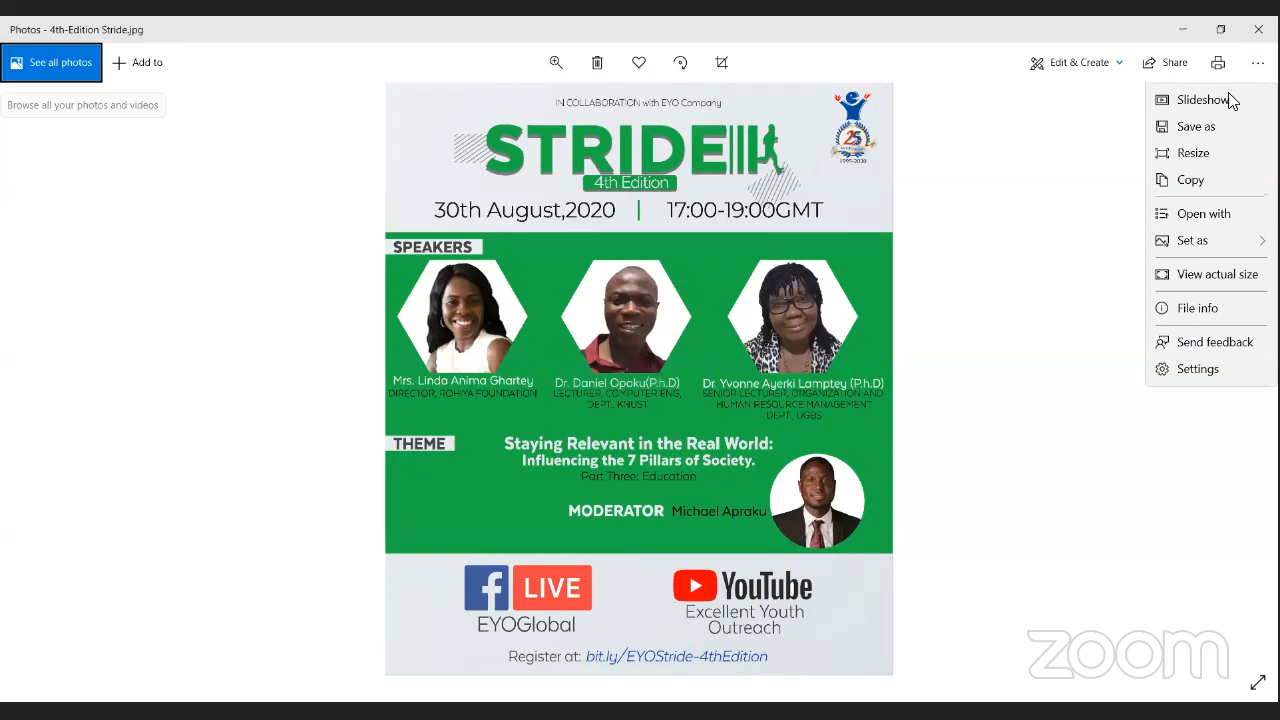 Photos - 4th-Edition Stride.jpg
See all photos
Add to
Edit & Create
Share
Browse all your photos and videos
Slideshow
Save as
Resize
Copy
Open with
Set as
View actual size
File info
Send feedback
Settings
IN COLLABORATION with EYO Company
STRIDE
4th Edition
25
1995-2020
30th August,2020 | 17:00-19:00GMT
SPEAKERS
Mrs. Linda Anima Ghartey
DIRECTOR, ROHIYA FOUNDATION
Dr. Daniel Opoku(P.h.D)
LECTURER, COMPUTER ENG,
DEPT., KNUST
Dr. Yvonne Ayerki Lamptey (P.h.D)
SENIOR LECTURER, ORGANIZATION AND
HUMAN RESOURCE MANAGEMENT
DEPT., UGBS
THEME
Staying Relevant in the Real World:
Influencing the 7 Pillars of Society.
Part Three: Education
MODERATOR Michael Apraku
f LIVE
EYOGlobal
YouTube
Excellent Youth
Outreach
Register at: bit.ly/EYOStride-4thEdition
zoom